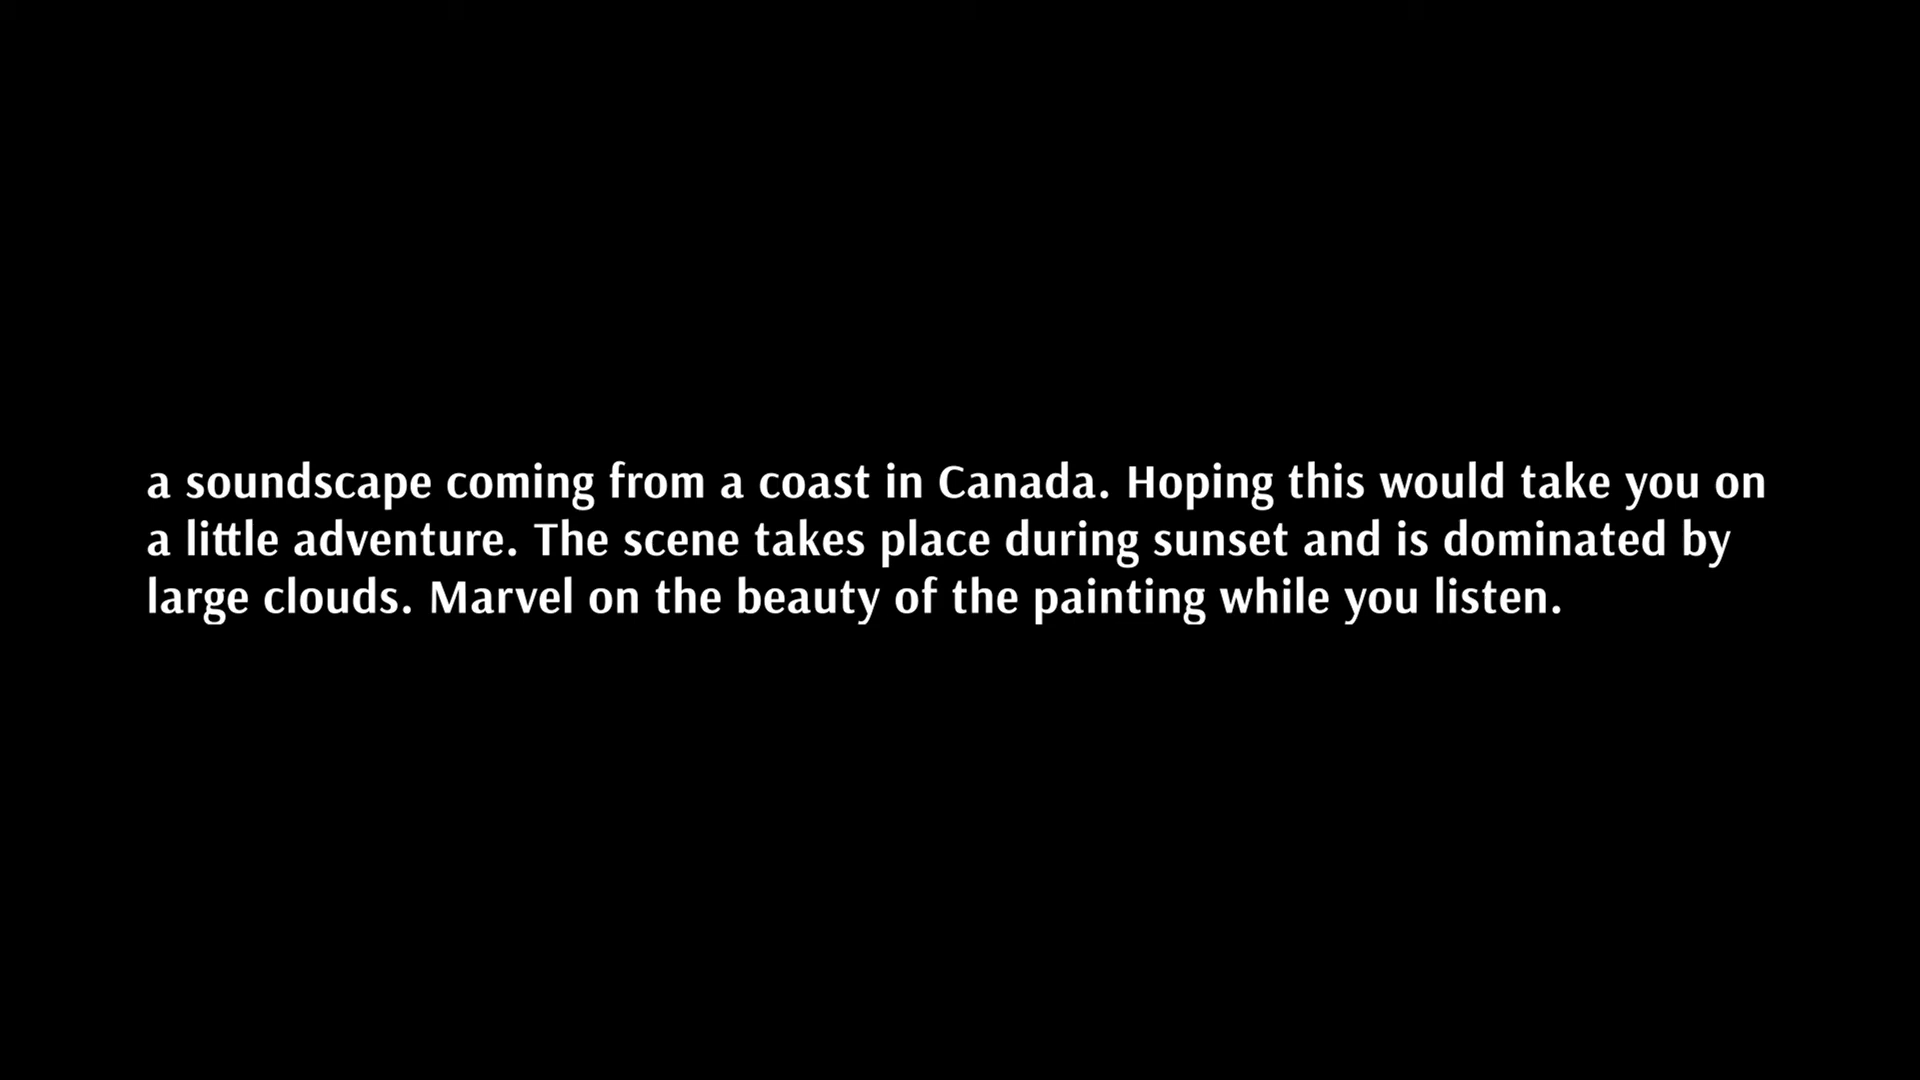 a soundscape coming from a coast in Canada. Hoping this would take you on
a little adventure. The scene takes place during sunset and is dominated by
large clouds. Marvel on the beauty of the painting while you listen.